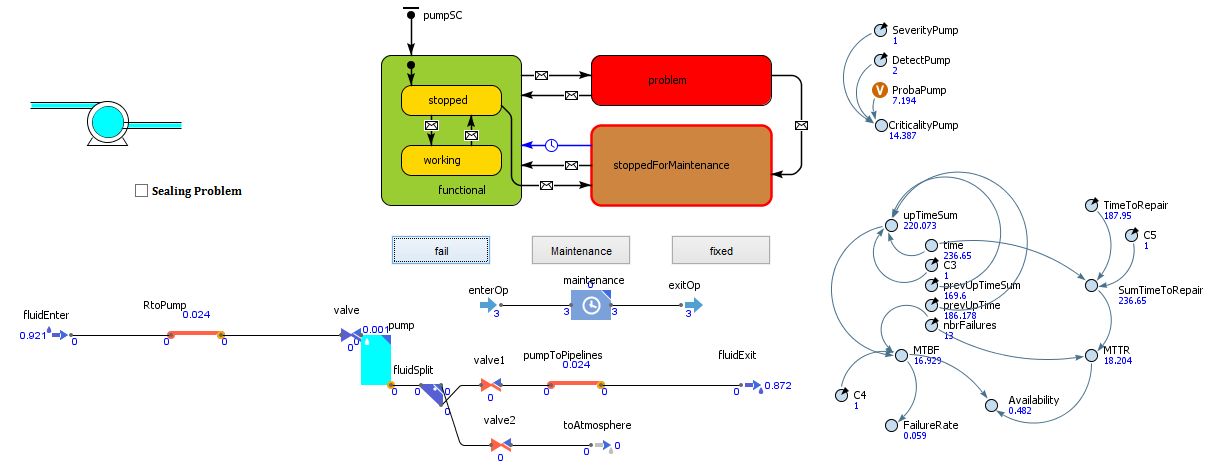 pumpSC
stopped
working
functional
problem
stoppedForMaintenance
SeverityPump
1
DetectPump
2
V
ProbaPump
7.194
CriticalityPump
14.387
Sealing Problem
fail
Maintenance
fixed
upTimeSum
220.073
time
236.65
C3
1
prevUpTimeSum
169.6
prevUpTime
186.178
nbrFailures
13
TimeToRepair
187.95
C5
1
SumTimeToRepair
236.65
MTBF
16.929
MTTR
18.204
C4
1
Availability
0.482
FailureRate
0.059
enterOp
3
maintenance
0
3
3
exitOp
3
fluidEnter
0.921
0
RtoPump
0.024
0
0
valve
0
0
0.001
pump
0
fluidSplit
0
0
0
valve1
0
pumpToPipelines
0.024
0
0
fluidExit
0
0.872
valve2
0
toAtmosphere
0
0